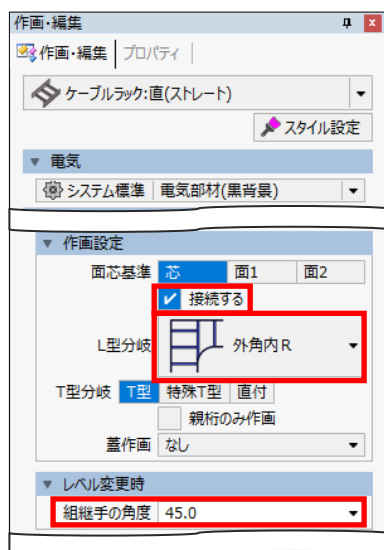 作画・編集
作画・編集 プロパティ
ケーブルラック:直(ストレート)
スタイル設定
電気
システム標準 電気部材(黒背景)
作画設定
面芯基準 芯 面1 面2
接続する
L型分岐 外角内R
T型分岐 T型 特殊T型 直付
親桁のみ作画
蓋作画 なし
レベル変更時
組継手の角度 45.0